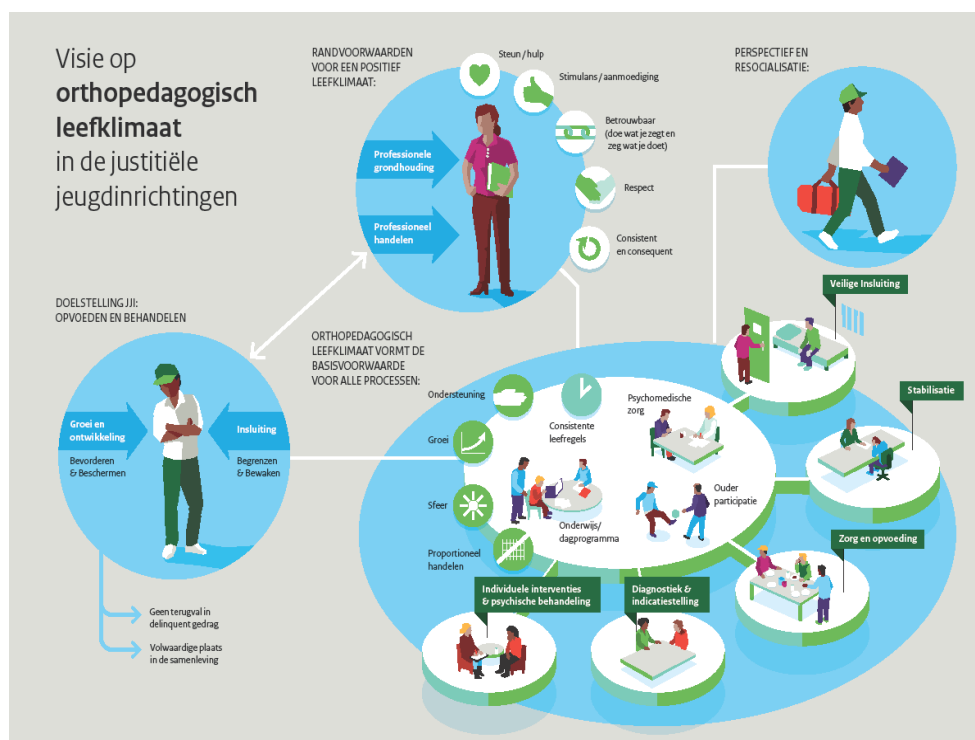 Visie op
orthopedagogisch
leefklimaat
in de justitiële
jeugdinrichtingen
RANDVOORWAARDEN
VOOR EEN POSITIEF
LEEFKLIMAAT:
Steun / hulp
Stimulans / aanmoediging
Betrouwbaar
(doe wat je zegt en
zeg wat je doet)
Respect
Consistent
en consequent
Professionele
grondhouding
Professioneel
handelen
PERSPECTIEF EN
RESOCIALISATIE:
DOELSTELLING JJI:
OPVOEDEN EN BEHANDELEN
Groei en
ontwikkeling
Bevorderen
& Beschermen
Insluiting
Begrenzen
& Bewaken
Geen terugval in
delinquent gedrag
Volwaardige plaats
in de samenleving
ORTHOPEDAGOGISCH
LEEFKLIMAAT VORMT DE
BASISVOORWAARDE
VOOR ALLE PROCESSEN:
Ondersteuning
Groei
Sfeer
Proportioneel
handelen
Consistente
leefregels
Psychomedische
zorg
Onderwijs/
dagprogramma
Ouder
participatie
Veilige Insluiting
Stabilisatie
Zorg en opvoeding
Diagnostiek &
indicatiestelling
Individuele interventies
& psychische behandeling